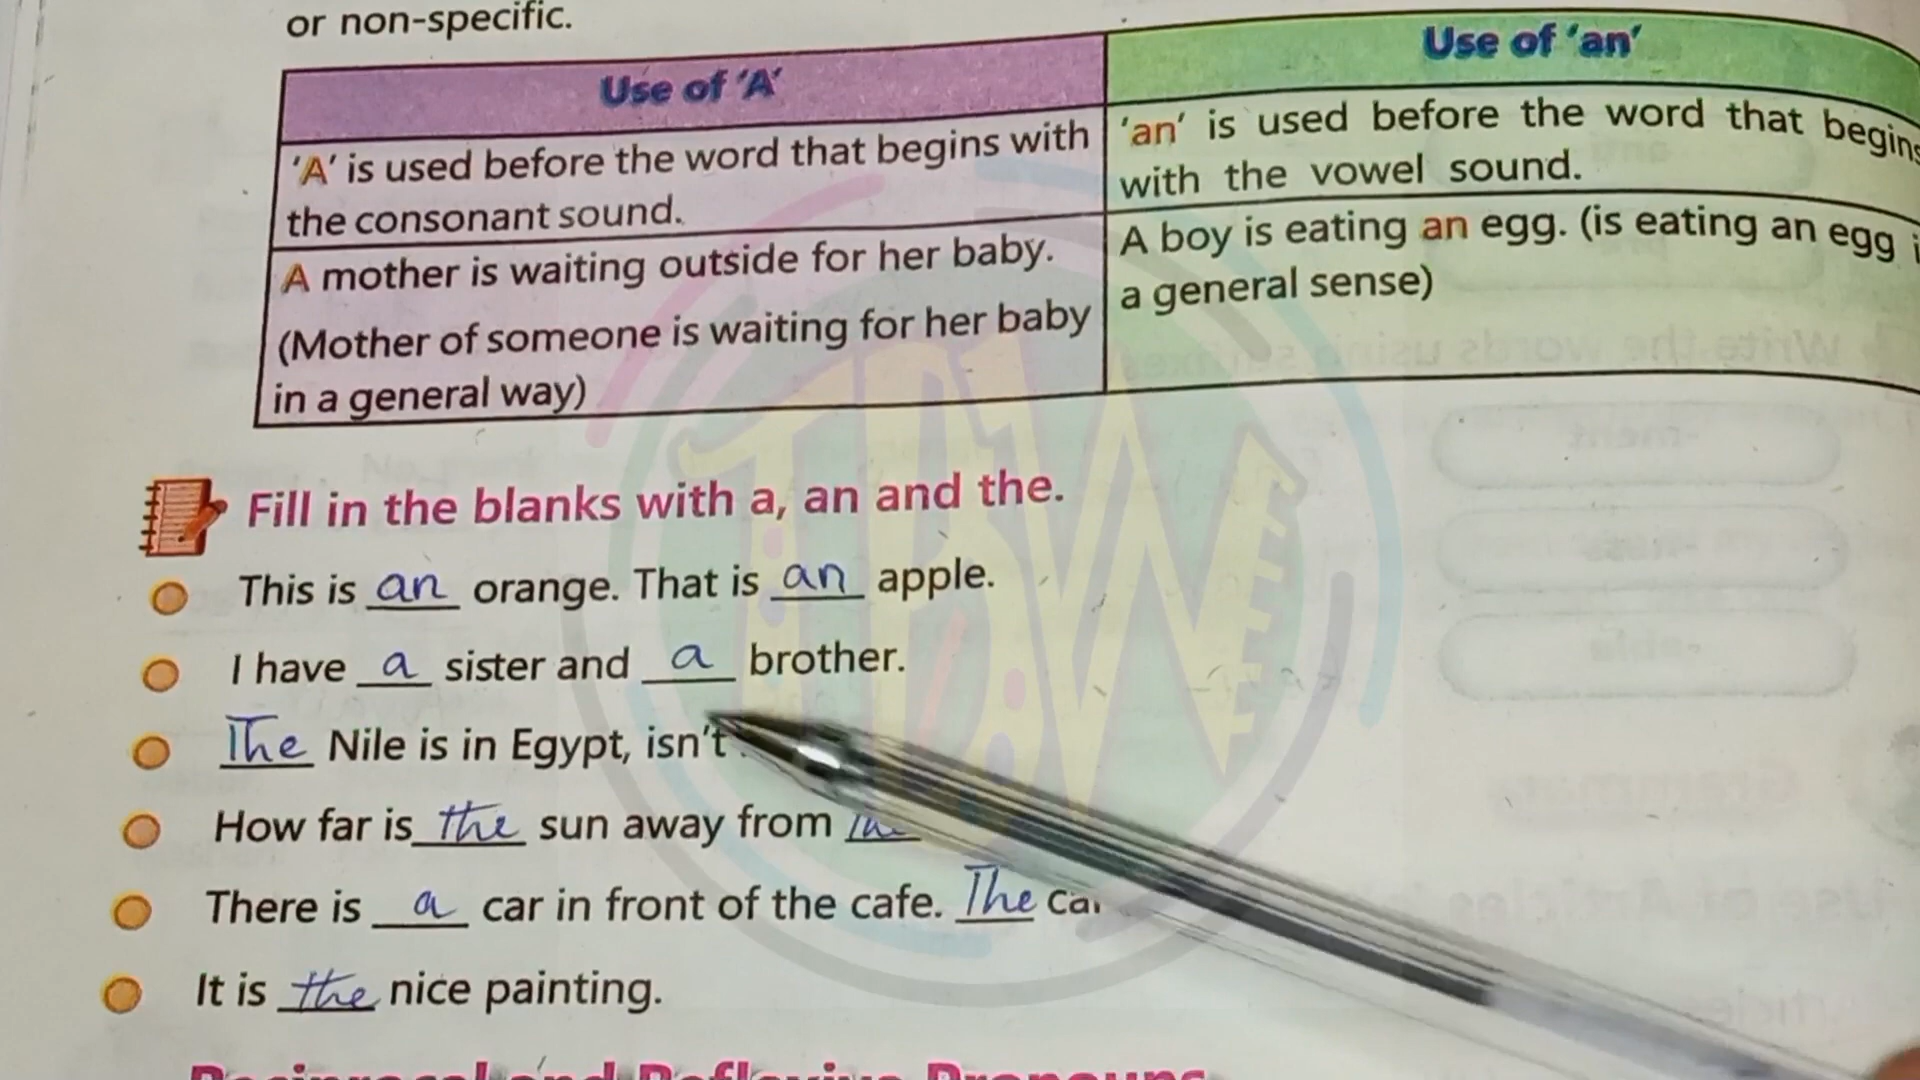 or non-specific.
Use of 'A'
Use of 'an'
'A' is used before the word that begins with
the consonant sound.
'an' is used before the word that begins
with the vowel sound.
A mother is waiting outside for her baby.
(Mother of someone is waiting for her baby
in a general way)
A boy is eating an egg. (is eating an egg
a general sense)
Fill in the blanks with a, an and the.
This is an orange. That is an apple.
I have a sister and a brother.
The Nile is in Egypt, isn't
How far is the sun away from
There is a car in front of the cafe. The
It is the nice painting.
Reciprocal and Reflexive Pronouns
TBW